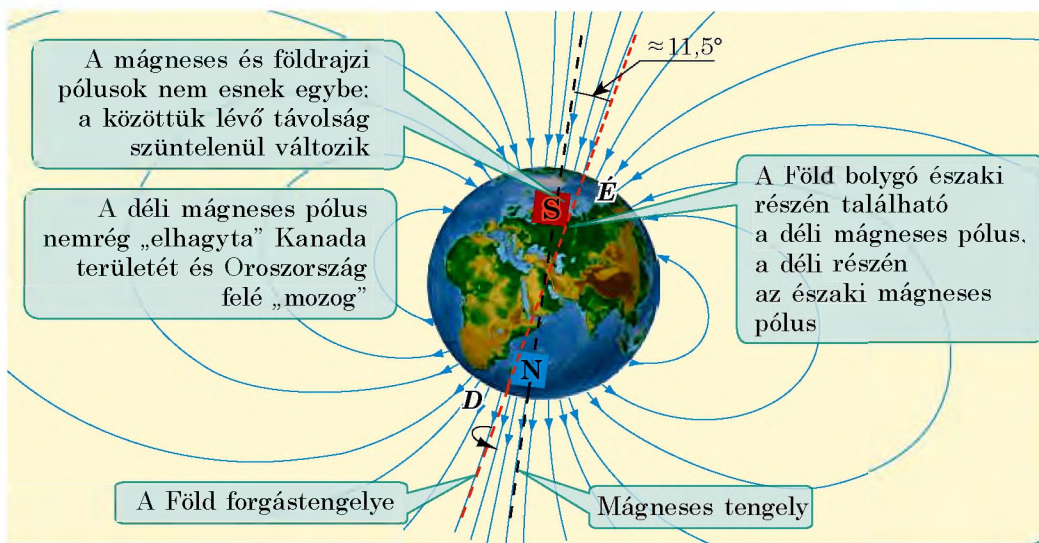 ≈11,5°
A mágneses és földrajzi
pólusok nem esnek egybe:
a közöttük lévő távolság
szüntelenül változik
A déli mágneses pólus
nemrég „elhagyta” Kanada
területét és Oroszország
felé „mozog”
É
S
A Föld bolygó északi
részén található
a déli mágneses pólus,
a déli részén
az északi mágneses
pólus
N
D
A Föld forgástengelye
Mágneses tengely